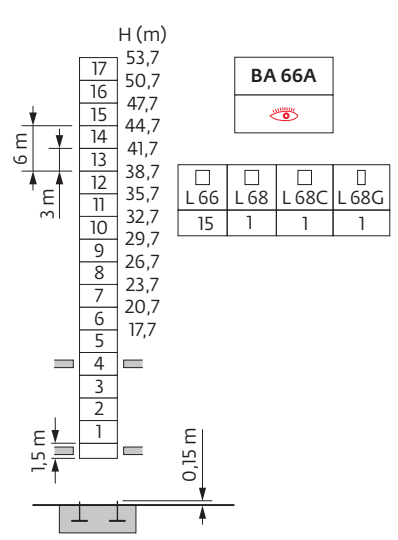 H (m)
17 53,7
16 50,7
15 47,7
14 44,7
13 41,7
12 38,7
11 35,7
10 32,7
9 29,7
8 26,7
7 23,7
6 20,7
5 17,7
4
3
2
1
6 m
3 m
1,5 m
0,15 m
BA 66A
L 66 L 68 L 68C L 68G
15 1 1 1